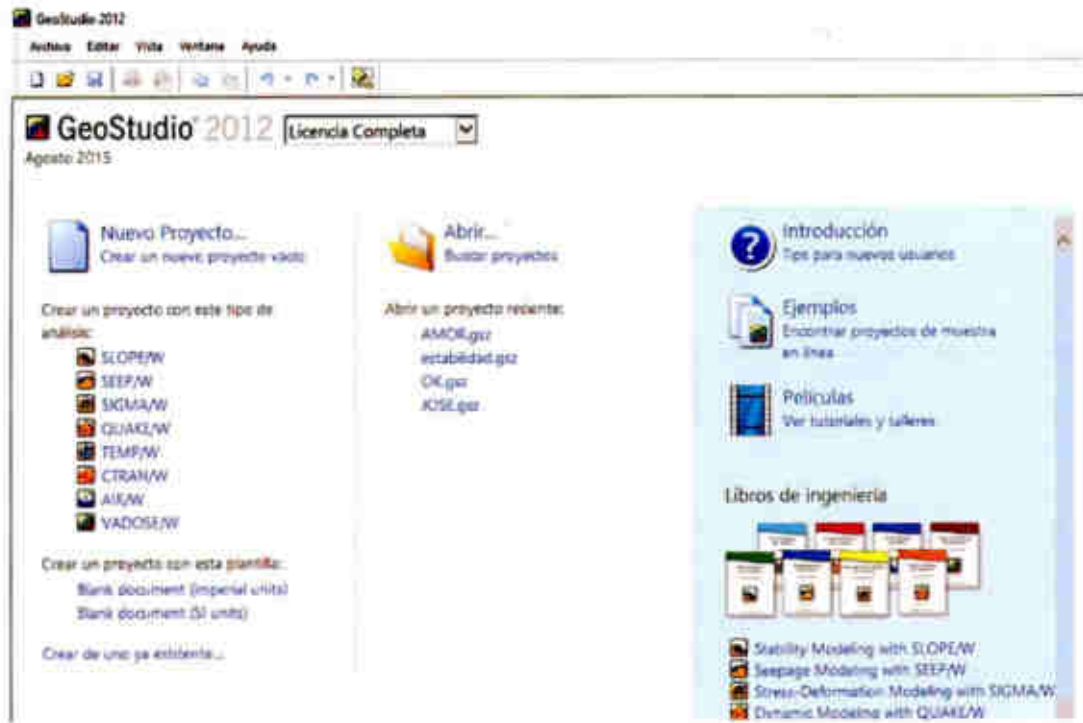 GeoStudio 2012
Archivo Editar Vista Ventana Ayuda
GeoStudio 2012 Licencia Completa
Agosto 2015
Nuevo Proyecto...
Crear un nuevo proyecto vacío
Crear un proyecto con este tipo de
análisis:
SLOPE/W
SEEP/W
SIGMA/W
QUAKE/W
TEMP/W
CTRAN/W
AIR/W
VADOSE/W
Crear un proyecto con esta plantilla:
Blank document (imperial units)
Blank document (SI units)
Crear de uno ya existente...
Abrir...
Buscar proyectos
Abrir un proyecto reciente:
AMOR.gsz
estabilidad.gsz
OK.gsz
JOSE.gsz
Introducción
Tips para nuevos usuarios
Ejemplos
Encontrar proyectos de muestra
en línea
Películas
Ver tutoriales y talleres
Libros de ingeniería
Stability Modeling with SLOPE/W
Seepage Modeling with SEEP/W
Stress-Deformation Modeling with SIGMA/W
Dynamic Modeling with QUAKE/W